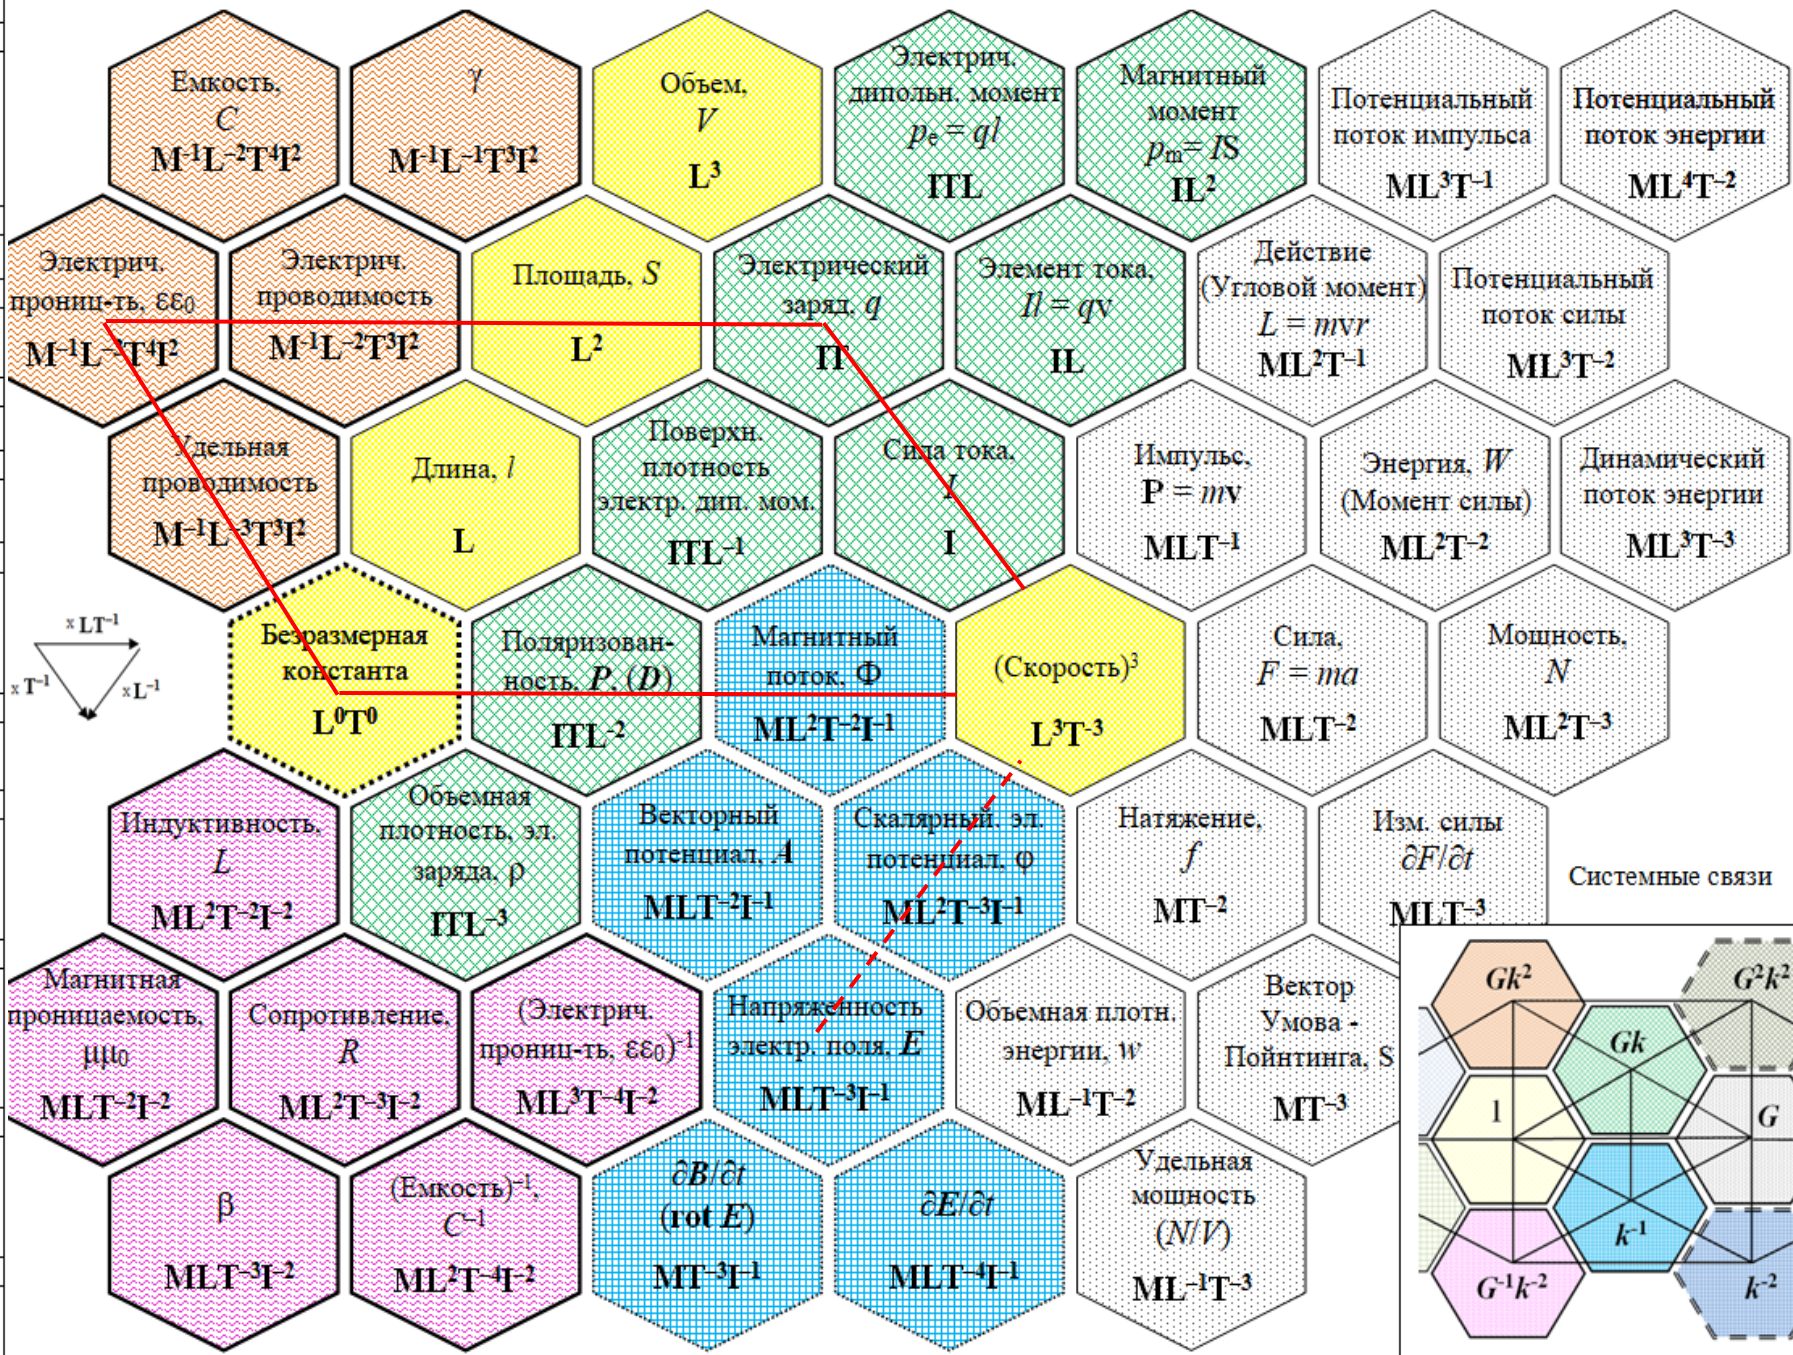 Емкость,
C
M⁻¹L⁻²T⁴I²
γ
M⁻¹L⁻¹T³I²
Объем,
V
L³
Электрич.
дипольн. момент
pₑ = ql
ITL
Магнитный
момент
pₘ= IS
IL²
Потенциальный
поток импульса
ML³T⁻¹
Потенциальный
поток энергии
ML⁴T⁻²
Электрич.
прониц-ть, εε₀
M⁻¹L⁻²T⁴I²
Электрич.
проводимость
M⁻¹L⁻²T³I²
Площадь, S
L²
Электрический
заряд, q
IT
Элемент тока,
Il = qv
IL
Действие
(Угловой момент)
L = mvr
ML²T⁻¹
Потенциальный
поток силы
ML³T⁻²
Удельная
проводимость
M⁻¹L⁻³T³I²
Длина, l
L
Поверхн.
плотность
электр. дип. мом.
ITL⁻¹
Сила тока,
I
I
Импульс,
P = mv
MLT⁻¹
Энергия, W
(Момент силы)
ML²T⁻²
Динамический
поток энергии
ML³T⁻³
x LT⁻¹
x T⁻¹
x L⁻¹
Безразмерная
константа
L⁰T⁰
Поляризован-
ность, P, (D)
ITL⁻²
Магнитный
поток, Φ
ML²T⁻²I⁻¹
(Скорость)³
L³T⁻³
Сила,
F = ma
MLT⁻²
Мощность,
N
ML²T⁻³
Индуктивность,
L
ML²T⁻²I⁻²
Объемная
плотность, эл.
заряда, ρ
ITL⁻³
Векторный
потенциал, A
MLT⁻²I⁻¹
Скалярный. эл.
потенциал, φ
ML²T⁻³I⁻¹
Натяжение,
f
MT⁻²
Изм. силы
∂F/∂t
MLT⁻³
Системные связи
Магнитная
проницаемость,
μμ₀
MLT⁻²I⁻²
Сопротивление,
R
ML²T⁻³I⁻²
(Электрич.
прониц-ть, εε₀)⁻¹
ML³T⁻⁴I⁻²
Напряженность
электр. поля, E
MLT⁻³I⁻¹
Объемная плотн.
энергии, w
ML⁻¹T⁻²
Вектор
Умова -
Пойнтинга, S
MT⁻³
β
MLT⁻³I⁻²
(Емкость)⁻¹,
C⁻¹
ML²T⁻⁴I⁻²
∂B/∂t
(rot E)
MT⁻³I⁻¹
∂E/∂t
MLT⁻⁴I⁻¹
Удельная
мощность
(N/V)
ML⁻¹T⁻³
Gk²
G²k²
Gk
1
G
k⁻¹
G⁻¹k⁻²
k⁻²